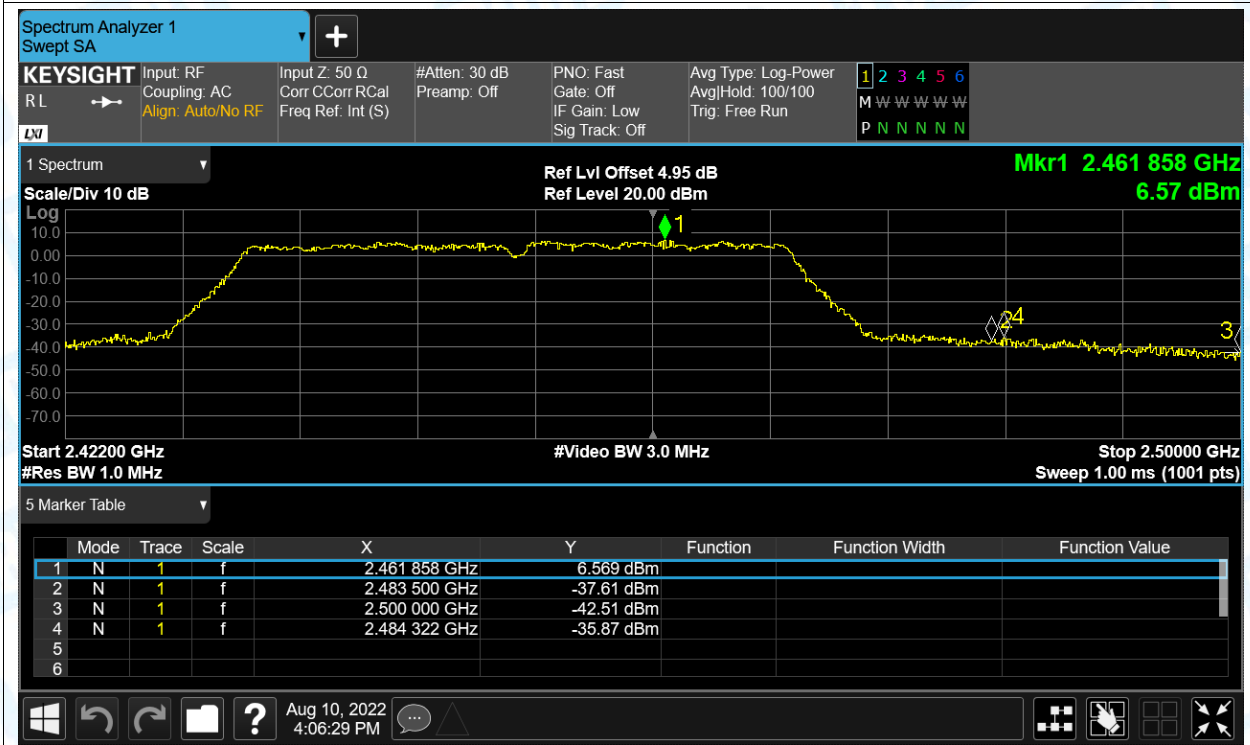 Spectrum Analyzer 1
Swept SA
+
KEYSIGHT
R L
LXI
Input: RF
Coupling: AC
Align: Auto/No RF
Input Z: 50 Ω
Corr CCorr RCal
Freq Ref: Int (S)
#Atten: 30 dB
Preamp: Off
PNO: Fast
Gate: Off
IF Gain: Low
Sig Track: Off
Avg Type: Log-Power
Avg|Hold: 100/100
Trig: Free Run
1 2 3 4 5 6
M W W W W W
P N N N N N
1 Spectrum
Scale/Div 10 dB
Ref Lvl Offset 4.95 dB
Ref Level 20.00 dBm
Mkr1 2.461 858 GHz
6.57 dBm
Log
10.0
0.00
-10.0
-20.0
-30.0
-40.0
-50.0
-60.0
-70.0
1
2 4
3
Start 2.42200 GHz
#Res BW 1.0 MHz
#Video BW 3.0 MHz
Stop 2.50000 GHz
Sweep 1.00 ms (1001 pts)
5 Marker Table
Mode Trace Scale X Y Function Function Width Function Value
1 N 1 f 2.461 858 GHz 6.569 dBm
2 N 1 f 2.483 500 GHz -37.61 dBm
3 N 1 f 2.500 000 GHz -42.51 dBm
4 N 1 f 2.484 322 GHz -35.87 dBm
5
6
?
Aug 10, 2022
4:06:29 PM